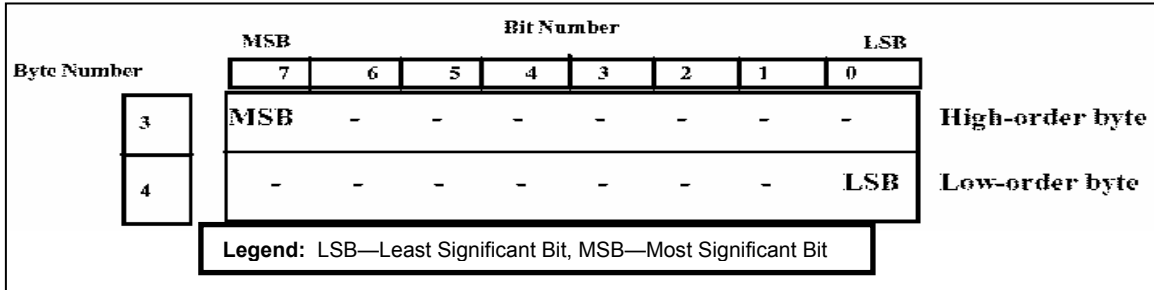 Bit Number
MSB LSB
Byte Number 7 6 5 4 3 2 1 0
3 MSB - - - - - - - High-order byte
4 - - - - - - - LSB Low-order byte
Legend: LSB—Least Significant Bit, MSB—Most Significant Bit